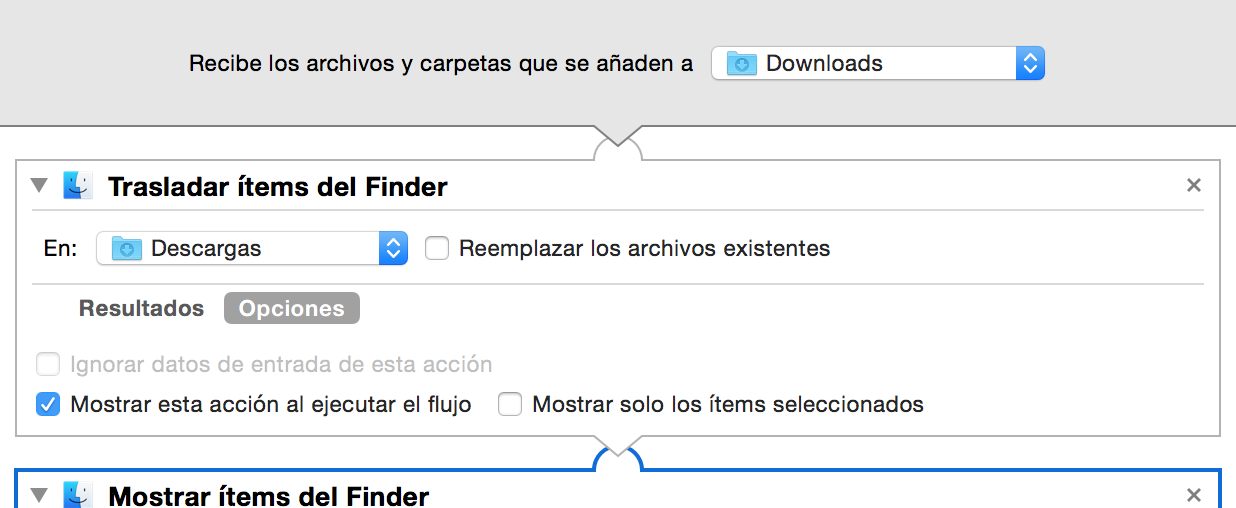 Recibe los archivos y carpetas que se añaden a Downloads
Trasladar ítems del Finder
En: Descargas Reemplazar los archivos existentes
Resultados Opciones
Ignorar datos de entrada de esta acción
Mostrar esta acción al ejecutar el flujo Mostrar solo los ítems seleccionados
Mostrar ítems del Finder